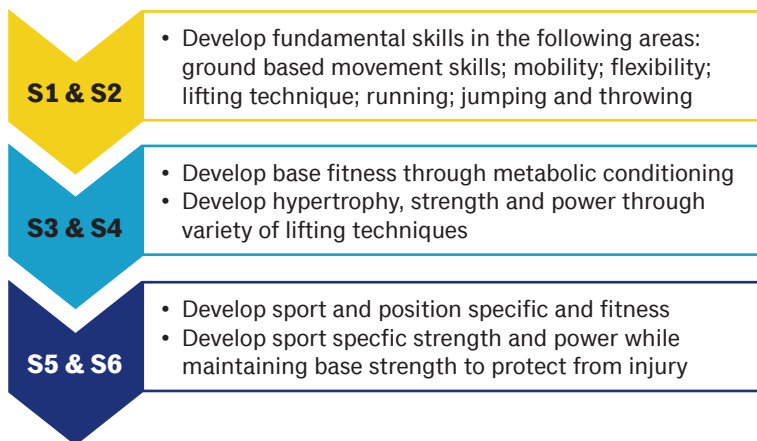 S1 & S2
• Develop fundamental skills in the following areas:
ground based movement skills; mobility; flexibility;
lifting technique; running; jumping and throwing
S3 & S4
• Develop base fitness through metabolic conditioning
• Develop hypertrophy, strength and power through
variety of lifting techniques
S5 & S6
• Develop sport and position specific and fitness
• Develop sport specfic strength and power while
maintaining base strength to protect from injury